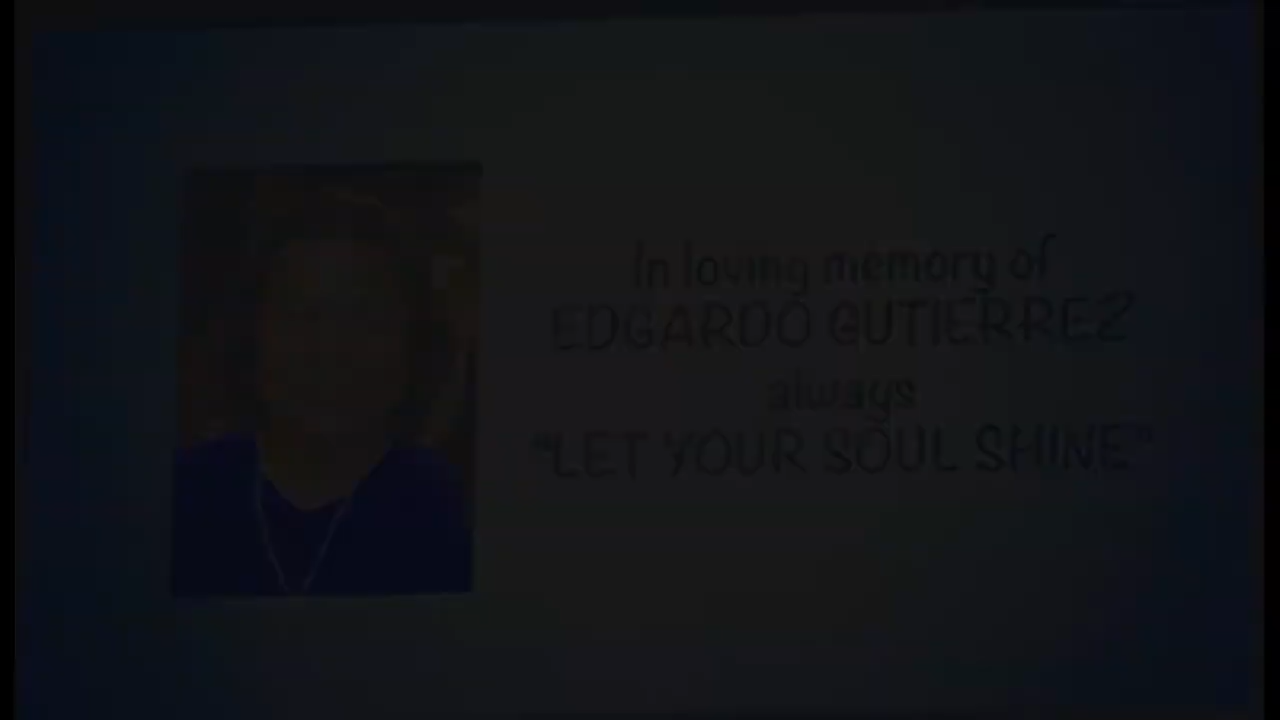 In loving memory of
EDGARDO GUTIERREZ
always
"LET YOUR SOUL SHINE"